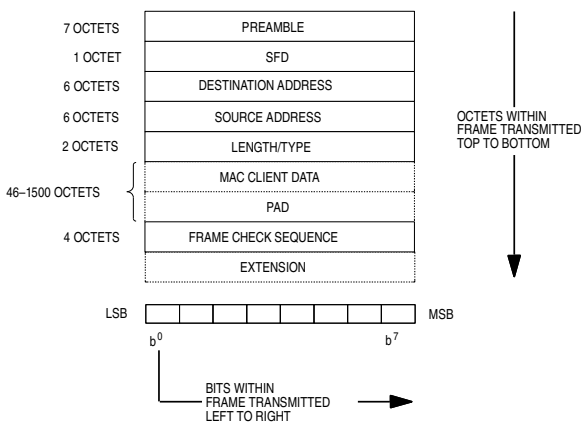 7 OCTETS PREAMBLE
1 OCTET SFD
6 OCTETS DESTINATION ADDRESS
6 OCTETS SOURCE ADDRESS
2 OCTETS LENGTH/TYPE
46–1500 OCTETS MAC CLIENT DATA
PAD
4 OCTETS FRAME CHECK SEQUENCE
EXTENSION
OCTETS WITHIN
FRAME TRANSMITTED
TOP TO BOTTOM
LSB MSB
b0 b7
BITS WITHIN
FRAME TRANSMITTED
LEFT TO RIGHT